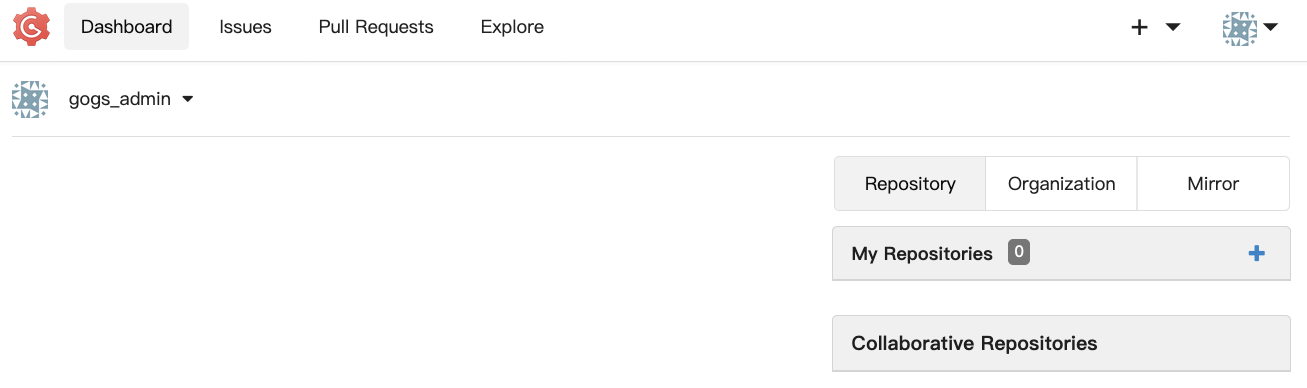 Dashboard Issues Pull Requests Explore
gogs_admin
Repository Organization Mirror
My Repositories 0
Collaborative Repositories